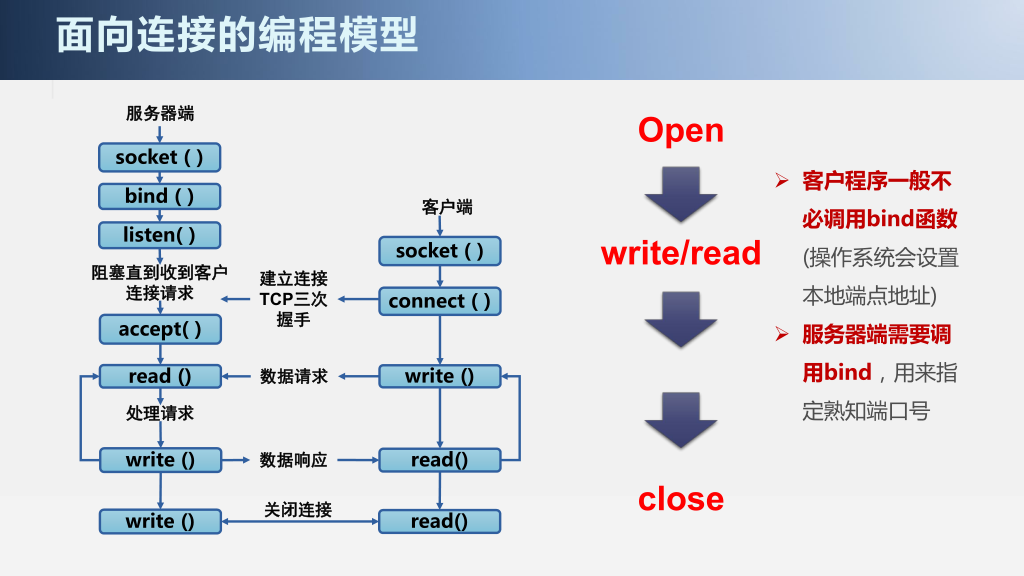 面向连接的编程模型
服务器端
socket ( )
bind ( )
listen( )
阻塞直到收到客户
连接请求
accept( )
read ()
处理请求
write ()
write ()
建立连接
TCP三次
握手
数据请求
数据响应
关闭连接
客户端
socket ( )
connect ( )
write ()
read()
read()
Open
write/read
close
客户程序一般不
必调用bind函数
(操作系统会设置
本地端点地址)
服务器端需要调
用bind，用来指
定熟知端口号